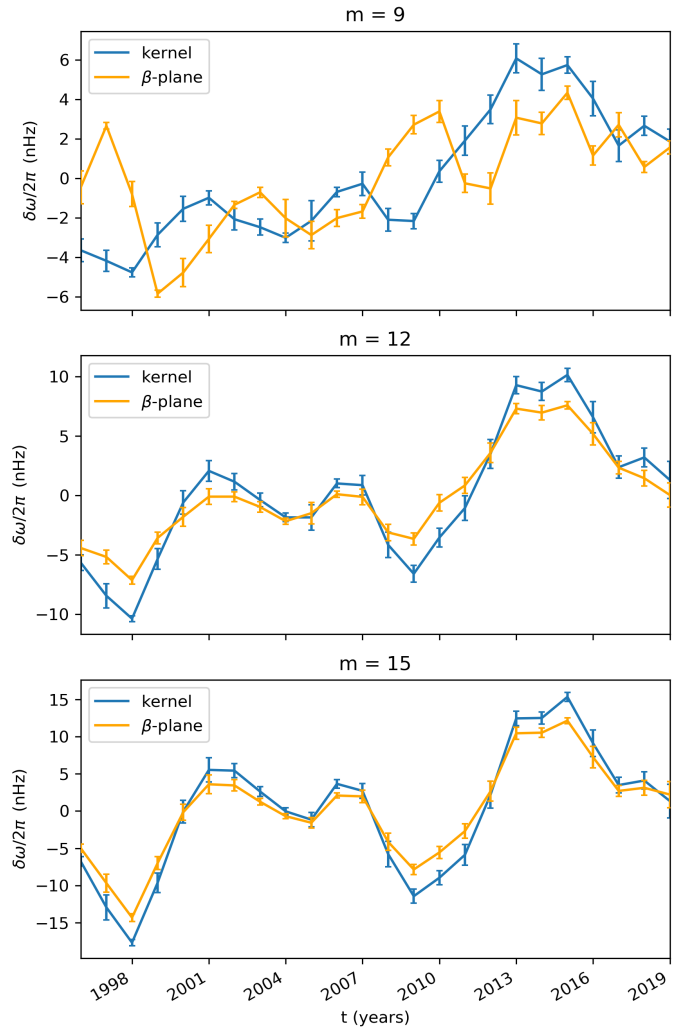 m = 9
kernel
β-plane
6
4
2
0
−2
−4
−6
δω/2π (nHz)
m = 12
kernel
β-plane
10
5
0
−5
−10
δω/2π (nHz)
m = 15
kernel
β-plane
15
10
5
0
−5
−10
−15
δω/2π (nHz)
1998 2001 2004 2007 2010 2013 2016 2019
t (years)